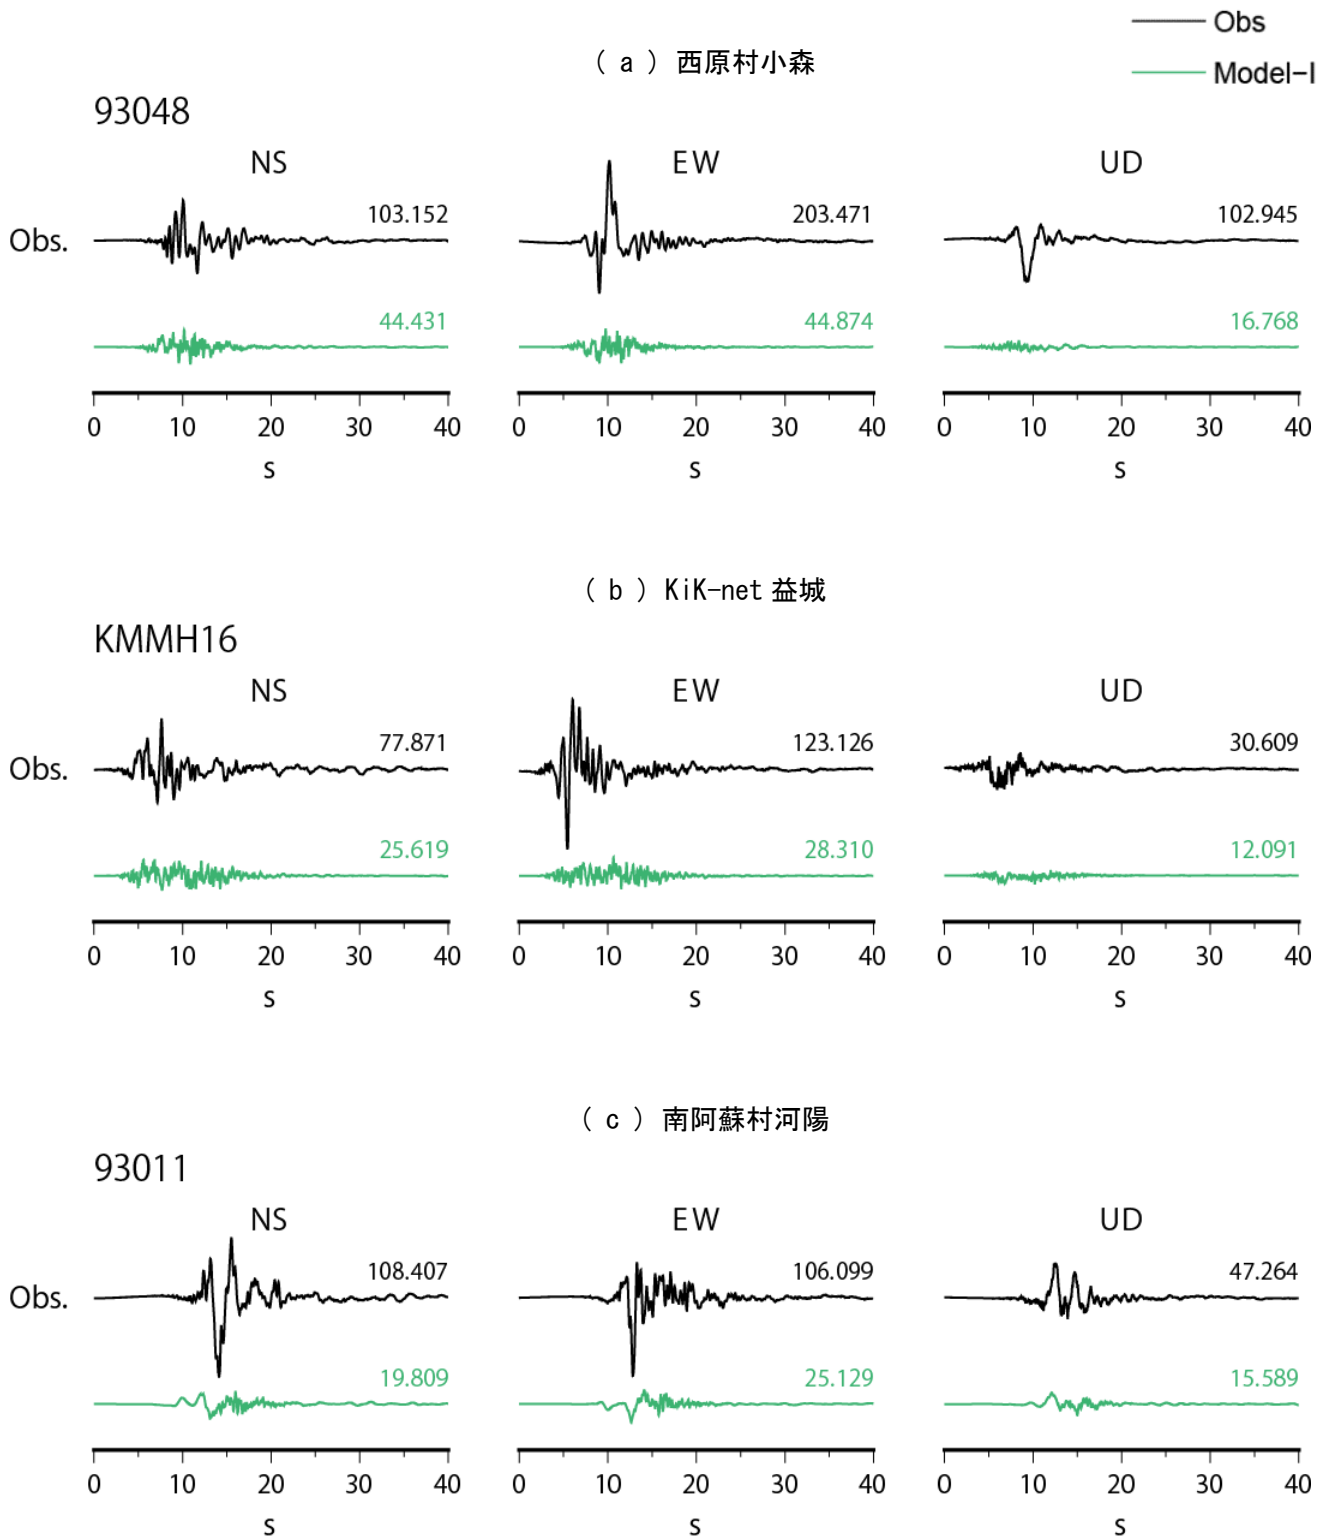 Obs
( a ) 西原村小森
Model-I
93048
NS EW UD
Obs. 103.152 203.471 102.945
44.431 44.874 16.768
0 10 20 30 40 0 10 20 30 40 0 10 20 30 40
s s s
( b ) KiK-net 益城
KMMH16
NS EW UD
Obs. 77.871 123.126 30.609
25.619 28.310 12.091
0 10 20 30 40 0 10 20 30 40 0 10 20 30 40
s s s
( c ) 南阿蘇村河陽
93011
NS EW UD
Obs. 108.407 106.099 47.264
19.809 25.129 15.589
0 10 20 30 40 0 10 20 30 40 0 10 20 30 40
s s s